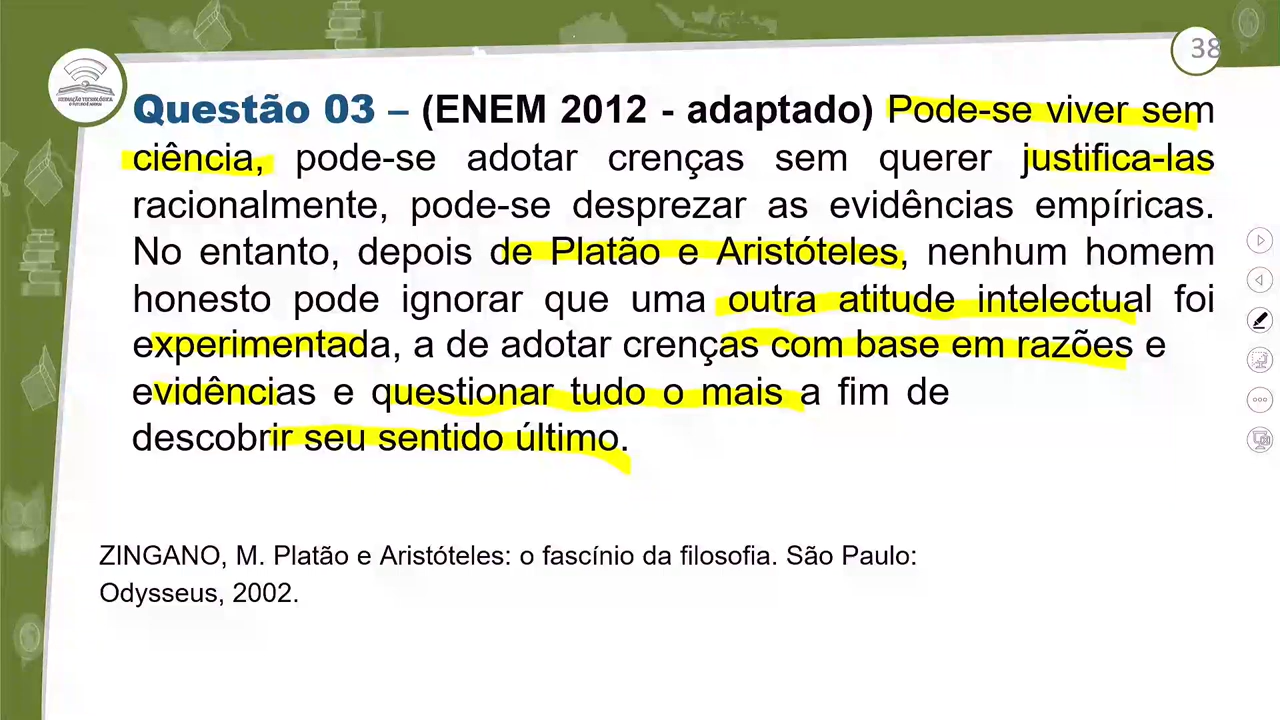 38
Questão 03 – (ENEM 2012 - adaptado) Pode-se viver sem
ciência, pode-se adotar crenças sem querer justifica-las
racionalmente, pode-se desprezar as evidências empíricas.
No entanto, depois de Platão e Aristóteles, nenhum homem
honesto pode ignorar que uma outra atitude intelectual foi
experimentada, a de adotar crenças com base em razões e
evidências e questionar tudo o mais a fim de
descobrir seu sentido último.
ZINGANO, M. Platão e Aristóteles: o fascínio da filosofia. São Paulo:
Odysseus, 2002.